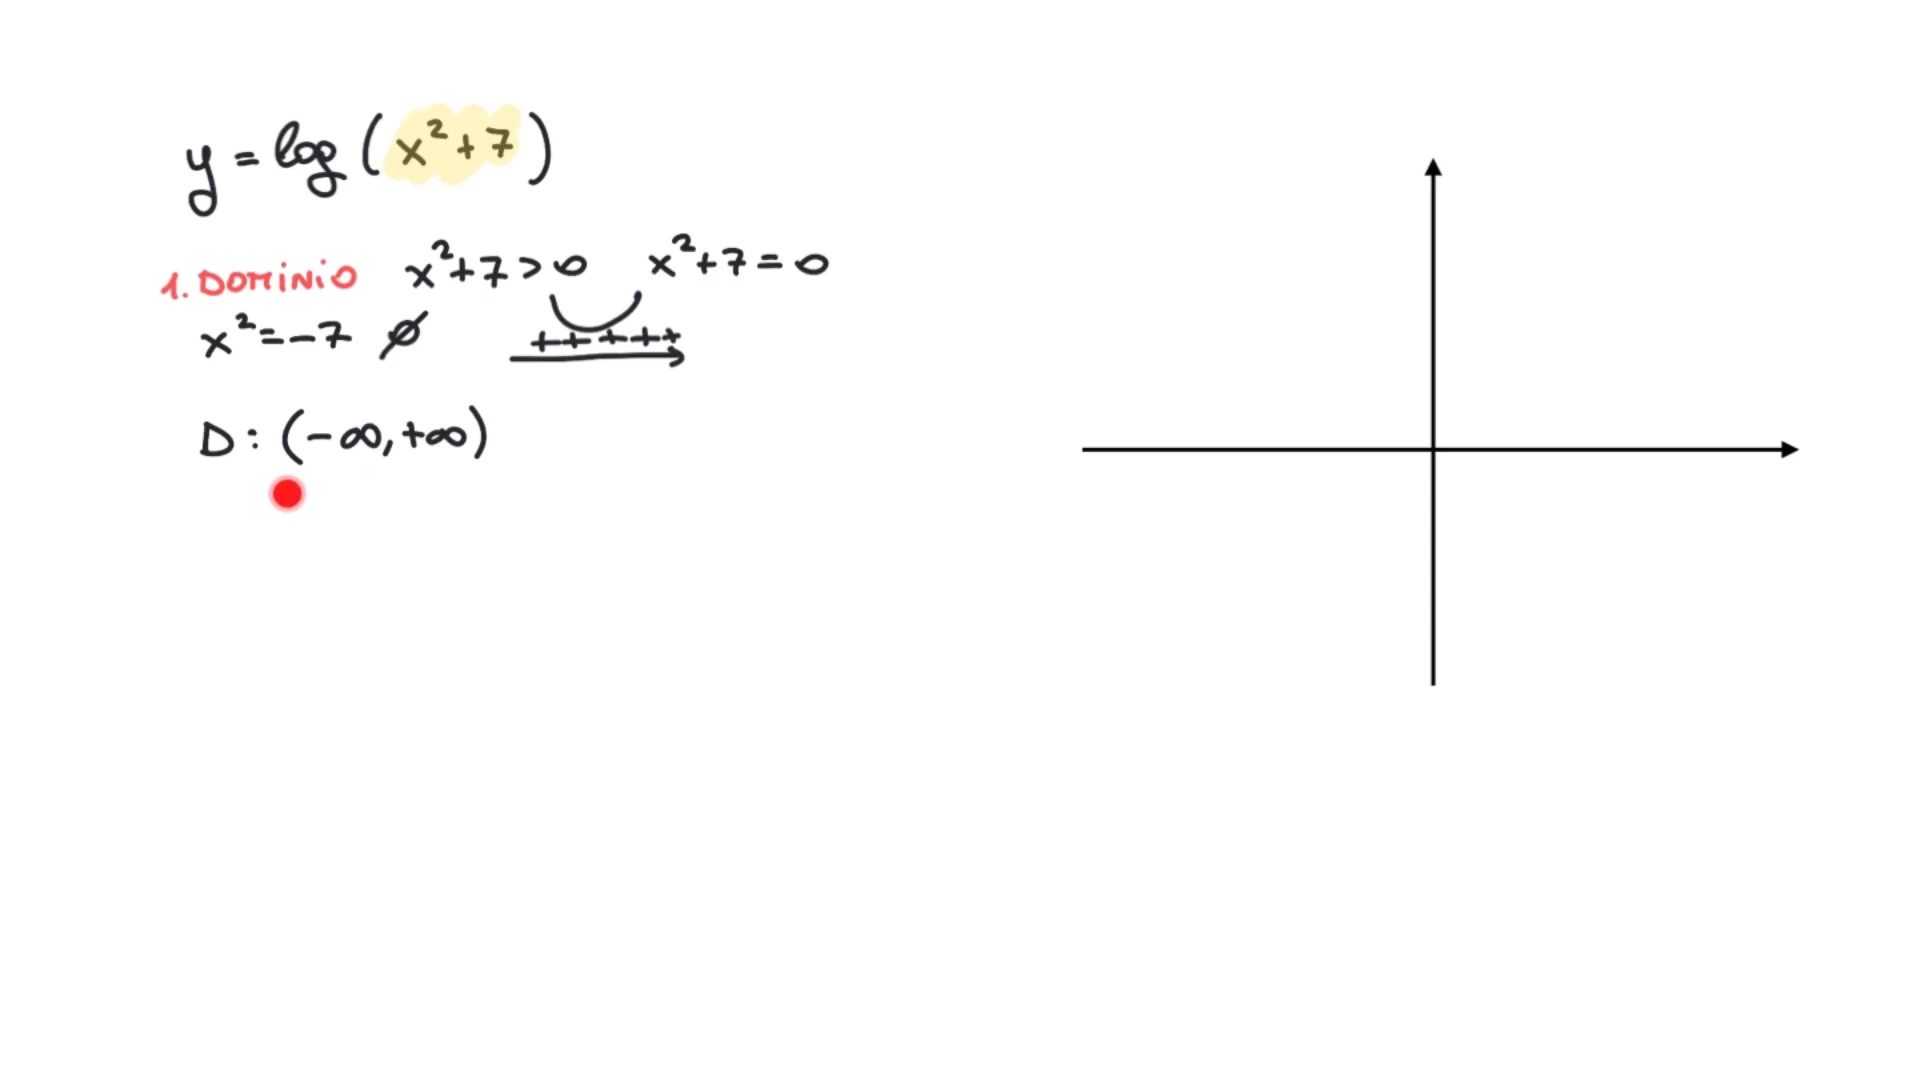 y = log (x²+7)
1. Dominio x²+7 > 0 x²+7 = 0
x² = -7 ∅ + + + + +
D : (-∞, +∞)